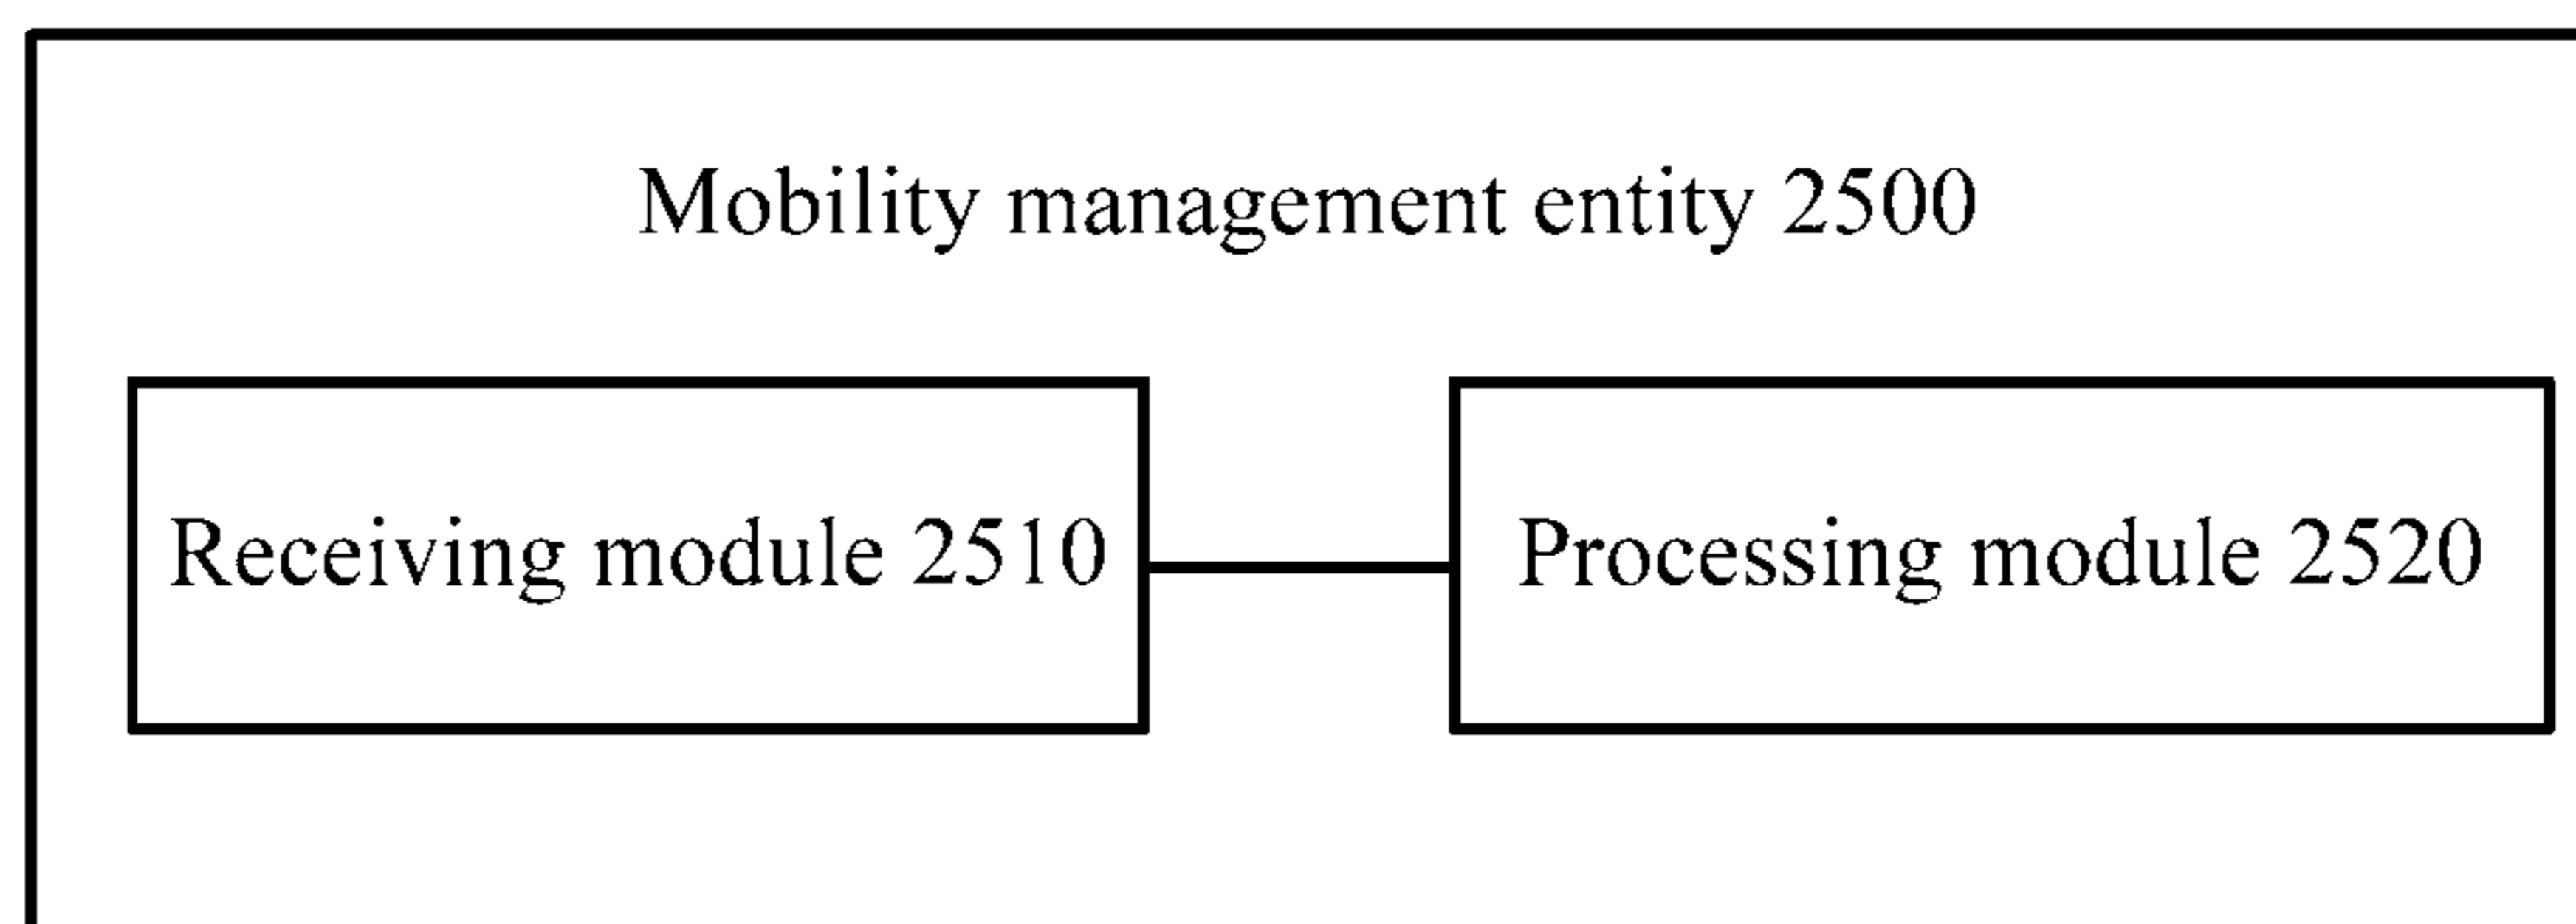 Mobility management entity 2500
Receiving module 2510
Processing module 2520